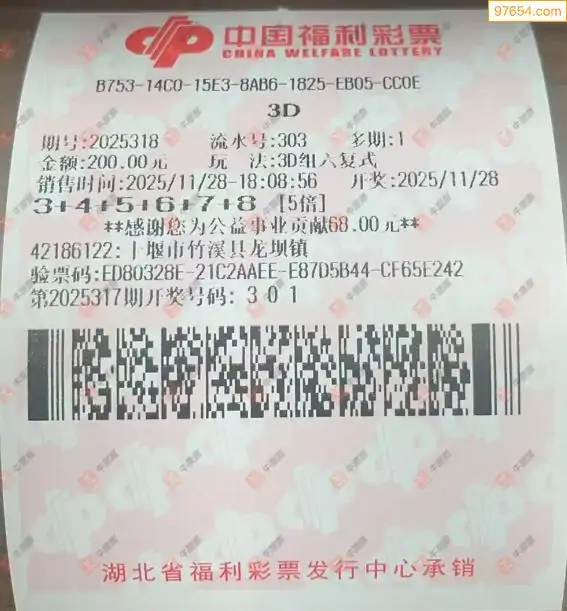 97654.com
中国福利彩票
CHINA WELFARE LOTTERY
B753-14C0-15E3-8AB6-1825-EB05-CC0E
3D
期号:2025318 流水号:303 多期:1
金额:200.00元 玩 法:3D组六复式
销售时间:2025/11/28-18:08:56 开奖:2025/11/28
3+4+5+6+7+8 [5倍]
**感谢您为公益事业贡献68.00元**
42186122:十堰市竹溪县龙坝镇
验票码:ED80328E-21C2AAEE-E87D5B44-CF65E242
第2025317期开奖号码: 3 0 1
湖北省福利彩票发行中心承销